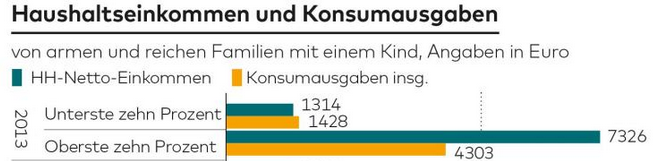 Haushaltseinkommen und Konsumausgaben
von armen und reichen Familien mit einem Kind, Angaben in Euro
HH-Netto-Einkommen Konsumausgaben insg.
2013
Unterste zehn Prozent 1314
1428
Oberste zehn Prozent 7326
4303